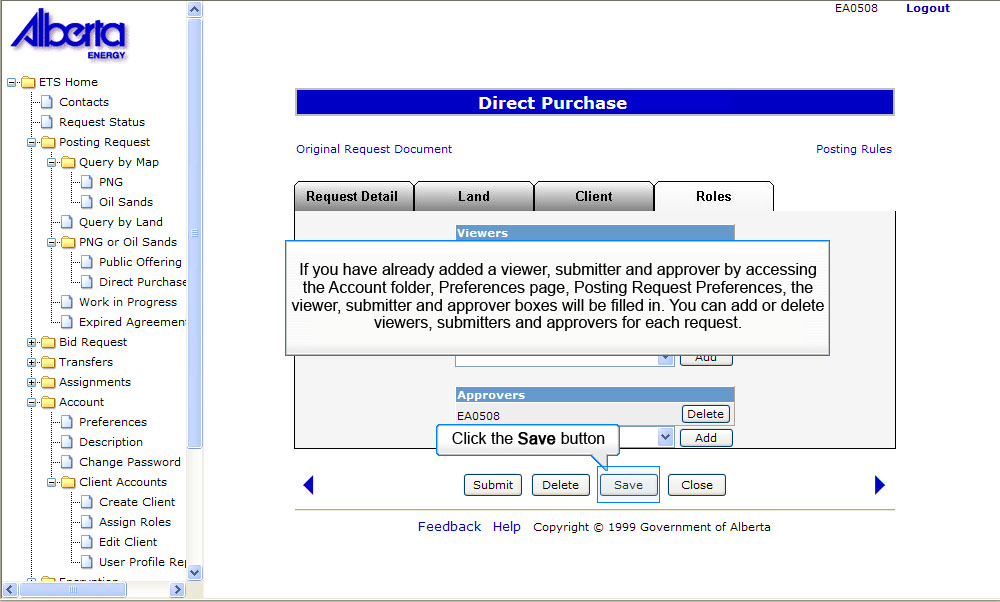 EA0508 Logout
Alberta
ENERGY
ETS Home
Contacts
Request Status
Posting Request
Query by Map
PNG
Oil Sands
Query by Land
PNG or Oil Sands
Public Offering
Direct Purchase
Work in Progress
Expired Agreemen
Bid Request
Transfers
Assignments
Account
Preferences
Description
Change Password
Client Accounts
Create Client
Assign Roles
Edit Client
User Profile Rep
Encryption
Direct Purchase
Original Request Document Posting Rules
Request Detail Land Client Roles
Viewers
If you have already added a viewer, submitter and approver by accessing
the Account folder, Preferences page, Posting Request Preferences, the
viewer, submitter and approver boxes will be filled in. You can add or delete
viewers, submitters and approvers for each request.
Add
Approvers
EA0508 Delete
Add
Click the Save button
Submit Delete Save Close
Feedback Help Copyright © 1999 Government of Alberta